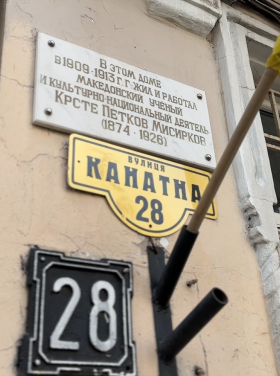 В ЭТОМ ДОМЕ
В 1909-1913 Г.Г. ЖИЛ И РАБОТАЛ
МАКЕДОНСКИЙ УЧЁНЫЙ
И КУЛЬТУРНО-НАЦИОНАЛЬНЫЙ ДЕЯТЕЛЬ
КРСТЕ ПЕТКОВ МИСИРКОВ
(1874 - 1926)
ВУЛИЦЯ
КАНАТНА
28
28